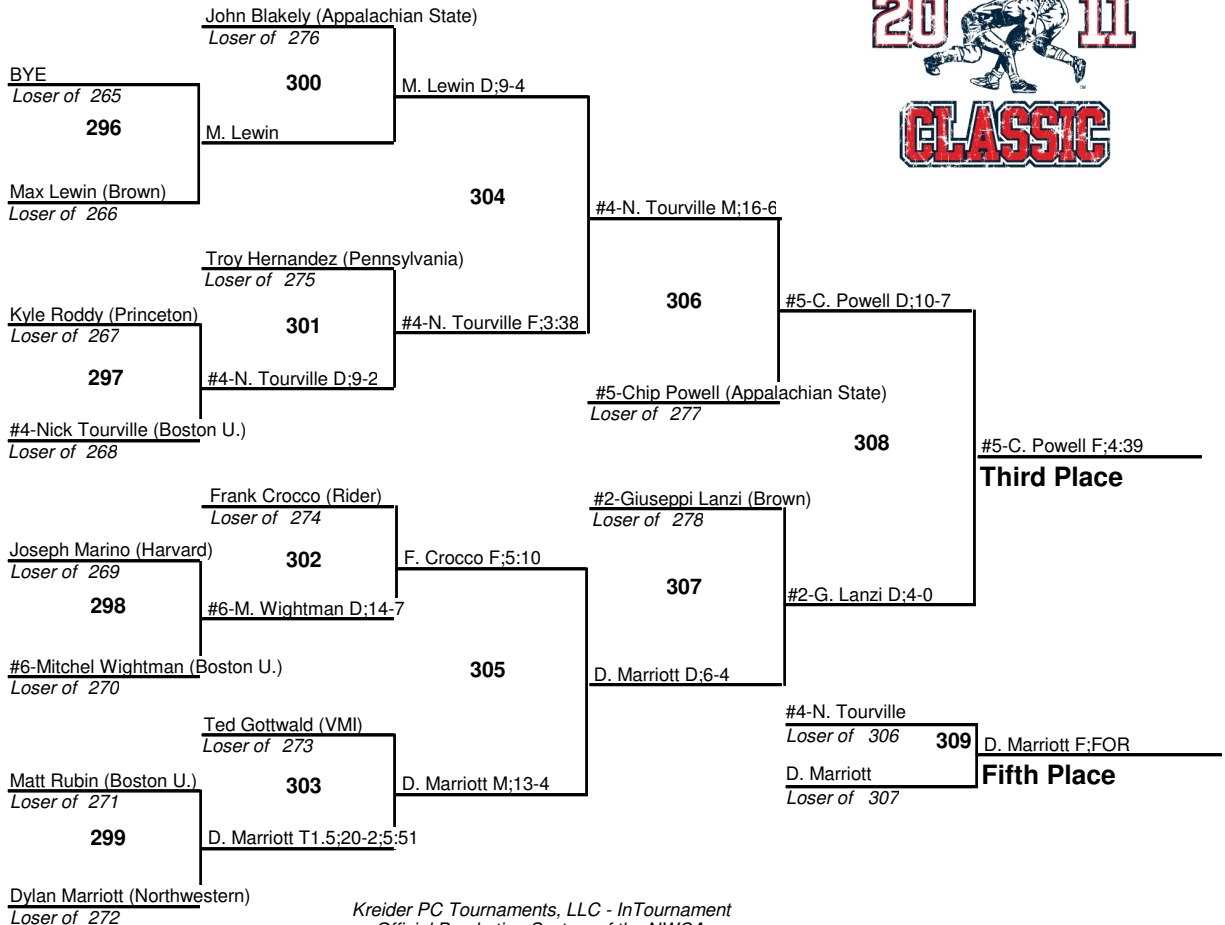 20 11
CLASSIC
John Blakely (Appalachian State)
Loser of 276
BYE
Loser of 265
300
M. Lewin D;9-4
296
M. Lewin
Max Lewin (Brown)
Loser of 266
304
#4-N. Tourville M;16-6
Troy Hernandez (Pennsylvania)
Loser of 275
Kyle Roddy (Princeton)
Loser of 267
301
#4-N. Tourville F;3:38
306
#5-C. Powell D;10-7
297
#4-N. Tourville D;9-2
#5-Chip Powell (Appalachian State)
Loser of 277
#4-Nick Tourville (Boston U.)
Loser of 268
308
#5-C. Powell F;4:39
Third Place
Frank Crocco (Rider)
Loser of 274
#2-Giuseppi Lanzi (Brown)
Loser of 278
Joseph Marino (Harvard)
Loser of 269
302
F. Crocco F;5:10
307
298
#6-M. Wightman D;14-7
#2-G. Lanzi D;4-0
#6-Mitchel Wightman (Boston U.)
Loser of 270
305
D. Marriott D;6-4
Ted Gottwald (VMI)
Loser of 273
#4-N. Tourville
Loser of 306
309
D. Marriott F;FOR
Fifth Place
Matt Rubin (Boston U.)
Loser of 271
303
D. Marriott M;13-4
D. Marriott
Loser of 307
299
D. Marriott T1.5;20-2;5:51
Dylan Marriott (Northwestern)
Loser of 272
Kreider PC Tournaments, LLC - InTournament